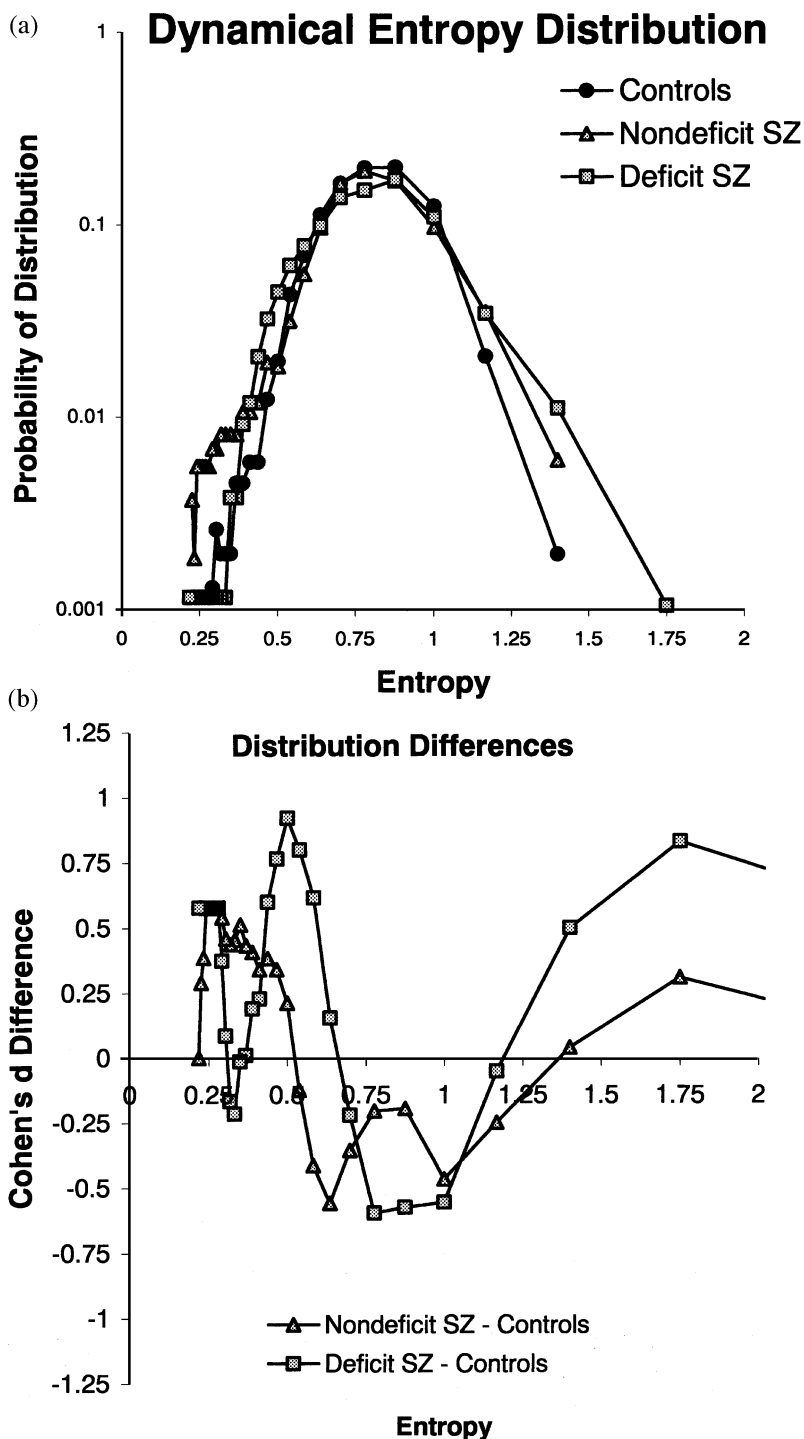 (a)
Dynamical Entropy Distribution
Controls
Nondeficit SZ
Deficit SZ
Probability of Distribution
1
0.1
0.01
0.001
0 0.25 0.5 0.75 1 1.25 1.5 1.75 2
Entropy
(b)
Distribution Differences
Cohen's d Difference
1.25
1
0.75
0.5
0.25
0
-0.25
-0.5
-0.75
-1
-1.25
0 0.25 0.5 0.75 1 1.25 1.5 1.75 2
Nondeficit SZ - Controls
Deficit SZ - Controls
Entropy